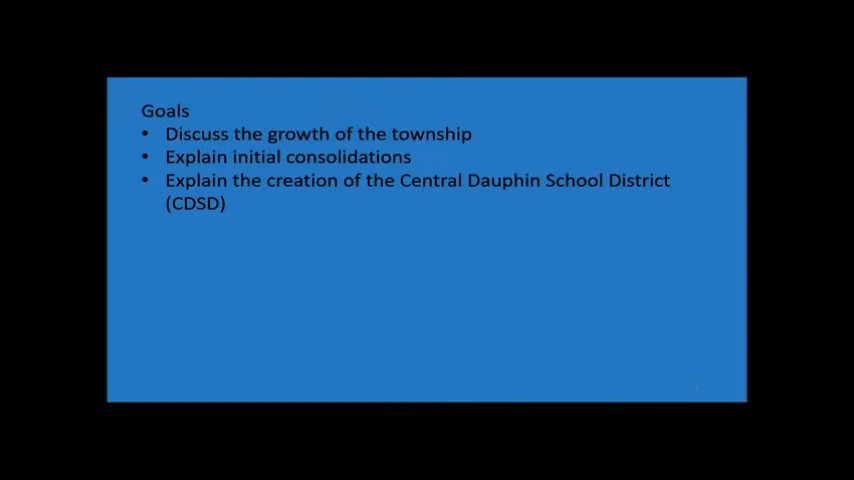 Goals
• Discuss the growth of the township
• Explain initial consolidations
• Explain the creation of the Central Dauphin School District
(CDSD)